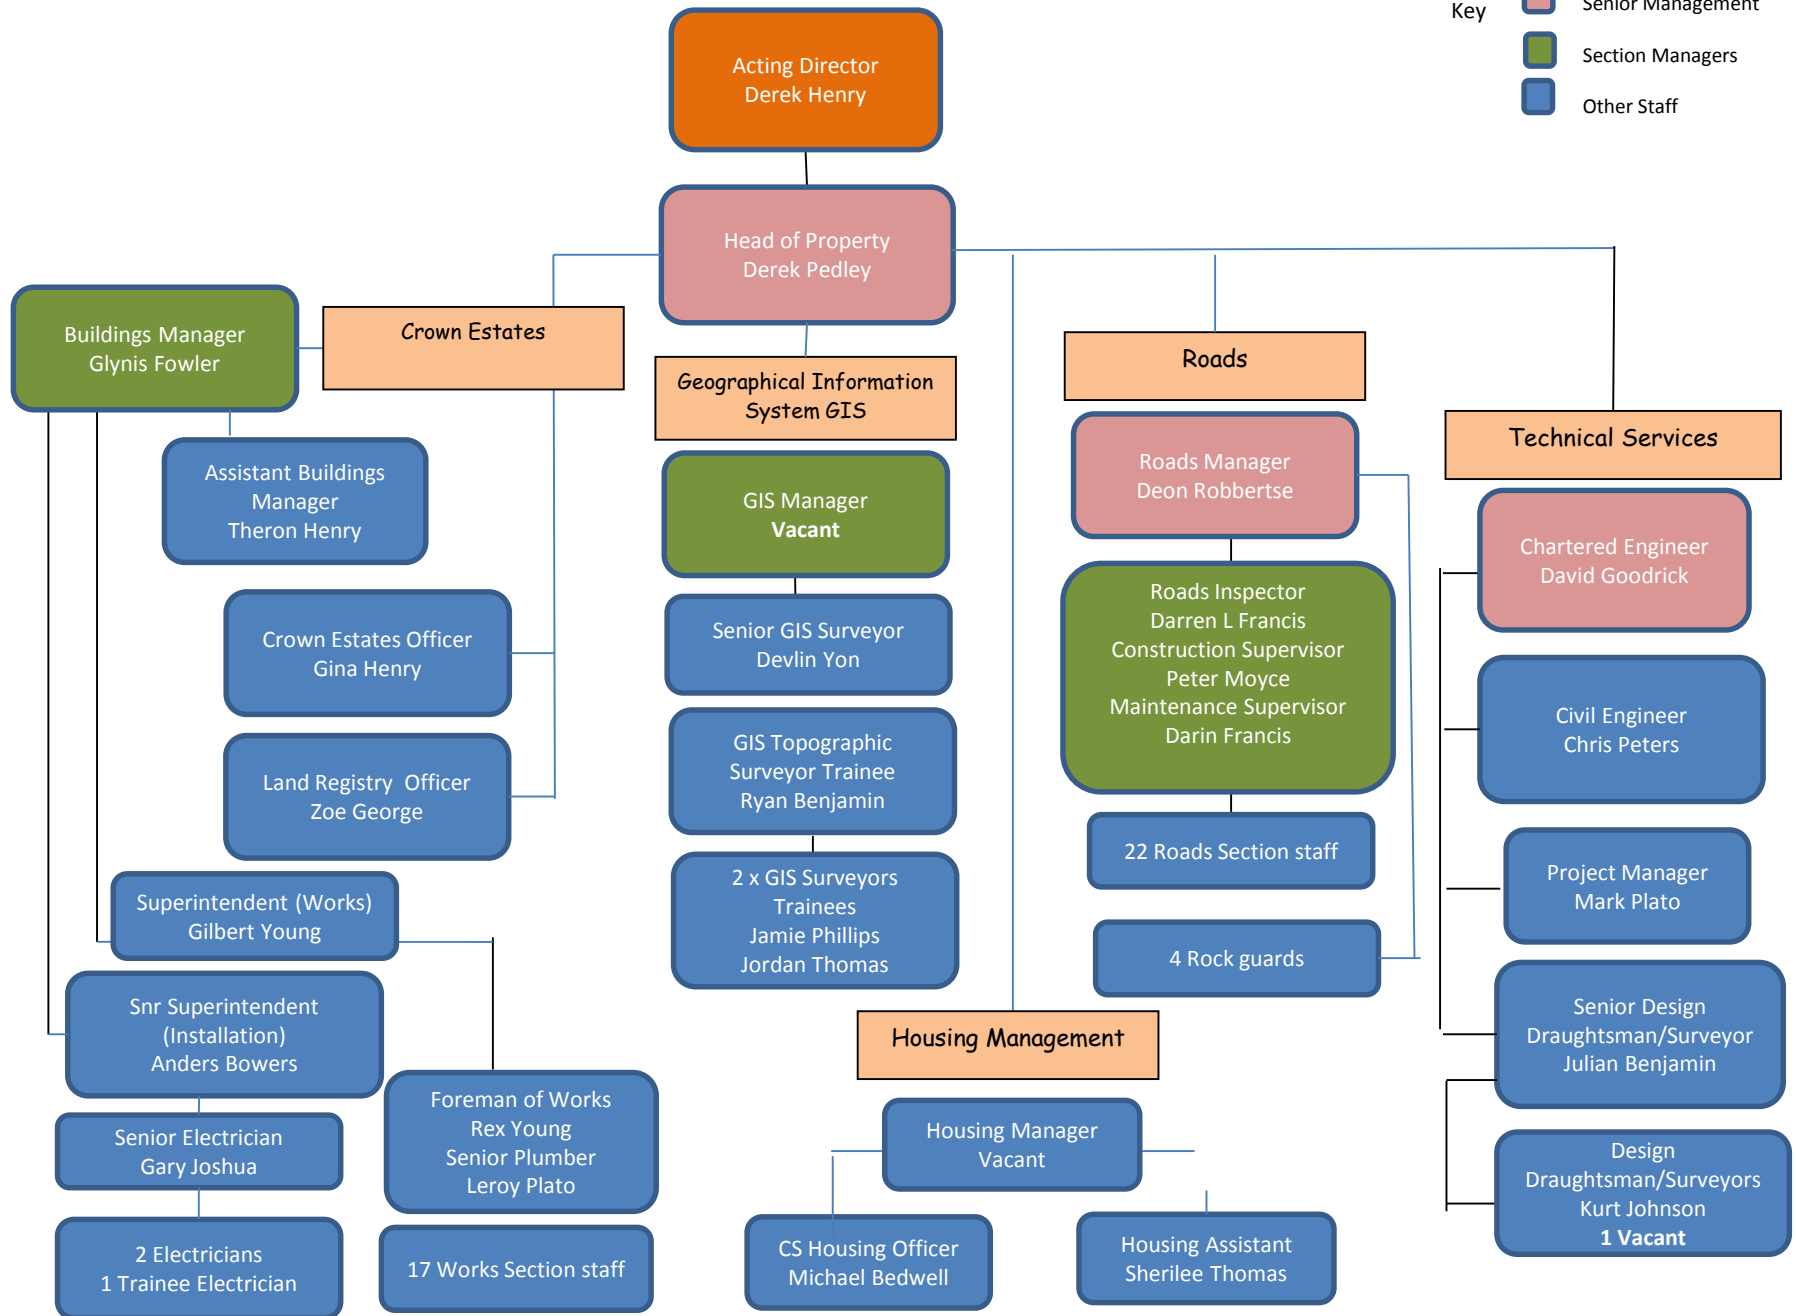 Key
Senior Management
Section Managers
Other Staff
Acting Director
Derek Henry
Head of Property
Derek Pedley
Buildings Manager
Glynis Fowler
Crown Estates
Geographical Information
System GIS
Roads
Technical Services
Assistant Buildings
Manager
Theron Henry
Crown Estates Officer
Gina Henry
Land Registry Officer
Zoe George
Superintendent (Works)
Gilbert Young
Snr Superintendent
(Installation)
Anders Bowers
Senior Electrician
Gary Joshua
2 Electricians
1 Trainee Electrician
Foreman of Works
Rex Young
Senior Plumber
Leroy Plato
17 Works Section staff
GIS Manager
Vacant
Senior GIS Surveyor
Devlin Yon
GIS Topographic
Surveyor Trainee
Ryan Benjamin
2 x GIS Surveyors
Trainees
Jamie Phillips
Jordan Thomas
Housing Management
Housing Manager
Vacant
CS Housing Officer
Michael Bedwell
Housing Assistant
Sherilee Thomas
Roads Manager
Deon Robbertse
Roads Inspector
Darren L Francis
Construction Supervisor
Peter Moyce
Maintenance Supervisor
Darin Francis
22 Roads Section staff
4 Rock guards
Chartered Engineer
David Goodrick
Civil Engineer
Chris Peters
Project Manager
Mark Plato
Senior Design
Draughtsman/Surveyor
Julian Benjamin
Design
Draughtsman/Surveyors
Kurt Johnson
1 Vacant